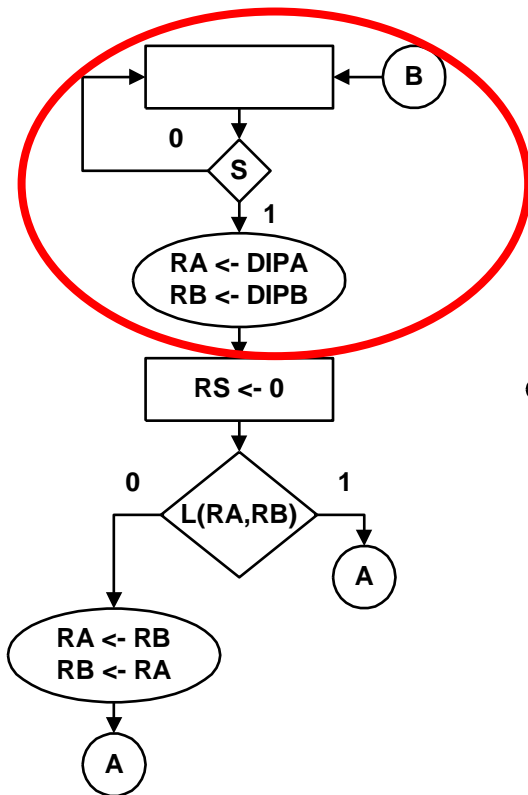 B
0
S
1
RA <- DIPA
RB <- DIPB
RS <- 0
0
1
L(RA,RB)
A
RA <- RB
RB <- RA
A